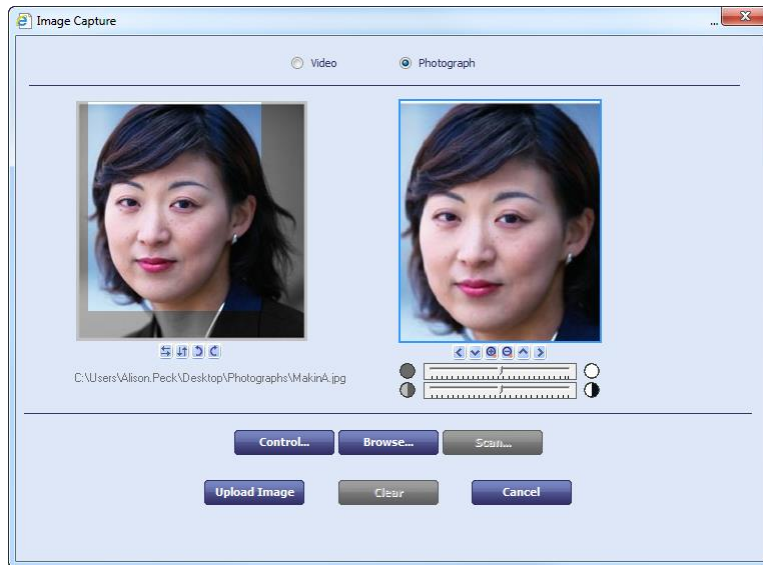 Image Capture
...
Video Photograph
C:\Users\Alison.Peck\Desktop\Photographs\MakinA.jpg
Control... Browse... Scan...
Upload Image Clear Cancel